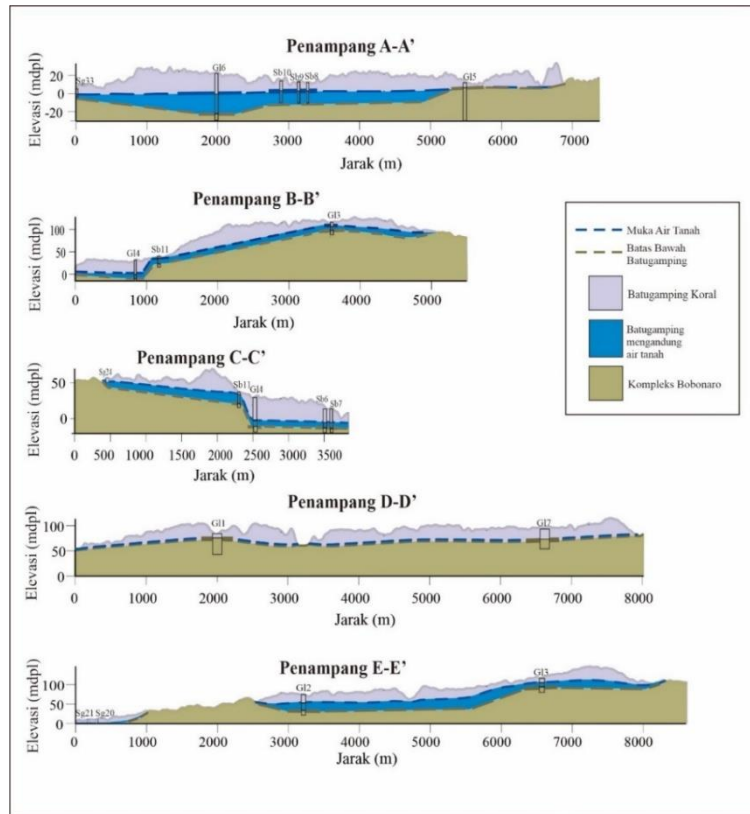 Penampang A-A’
Elevasi (mdpl)
20
0
-20
Sg33
Gl6
Sb10
Sb9
Sb8
Gl5
0 1000 2000 3000 4000 5000 6000 7000
Jarak (m)
Penampang B-B’
Elevasi (mdpl)
100
50
0
Gl4
Sb11
Gl3
0 1000 2000 3000 4000 5000
Jarak (m)
Penampang C-C’
Elevasi (mdpl)
50
0
Gl4
Sb6
Sb7
0 500 1000 1500 2000 2500 3000 3500
Jarak (m)
Penampang D-D’
Elevasi (mdpl)
100
50
0
Gl1
Gl2
0 1000 2000 3000 4000 5000 6000 7000 8000
Jarak (m)
Penampang E-E’
Elevasi (mdpl)
100
50
0
Sg21 Sg20
Gl2
Gl3
0 1000 2000 3000 4000 5000 6000 7000 8000
Jarak (m)
Muka Air Tanah
Batas Bawah
Batugamping
Batugamping Koral
Batugamping
mengandung
air tanah
Kompleks Bobonaro